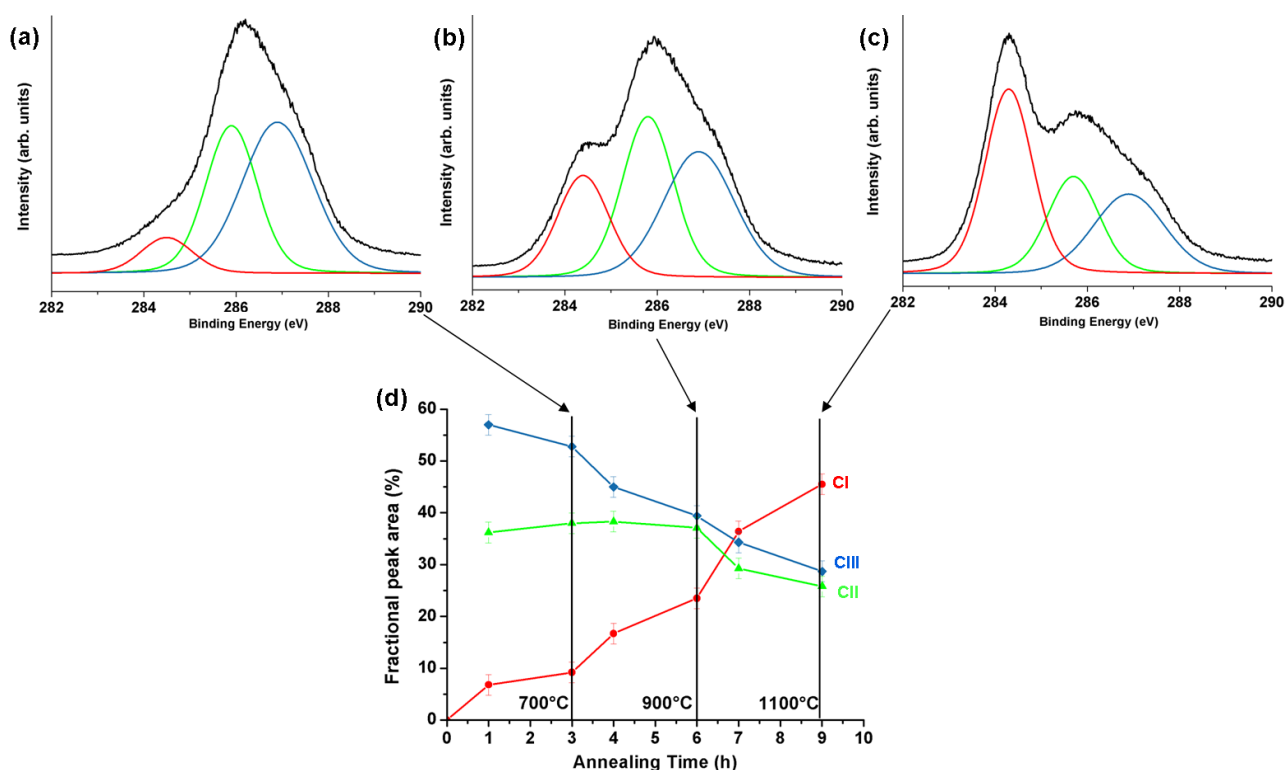 (a)
Intensity (arb. units)
282 284 286 288 290
Binding Energy (eV)
(b)
Intensity (arb. units)
282 284 286 288 290
Binding Energy (eV)
(c)
Intensity (arb. units)
282 284 286 288 290
Binding Energy (eV)
(d)
Fractional peak area (%)
60
50
40
30
20
10
0
CI
CIII
CII
700°C 900°C 1100°C
0 1 2 3 4 5 6 7 8 9 10
Annealing Time (h)